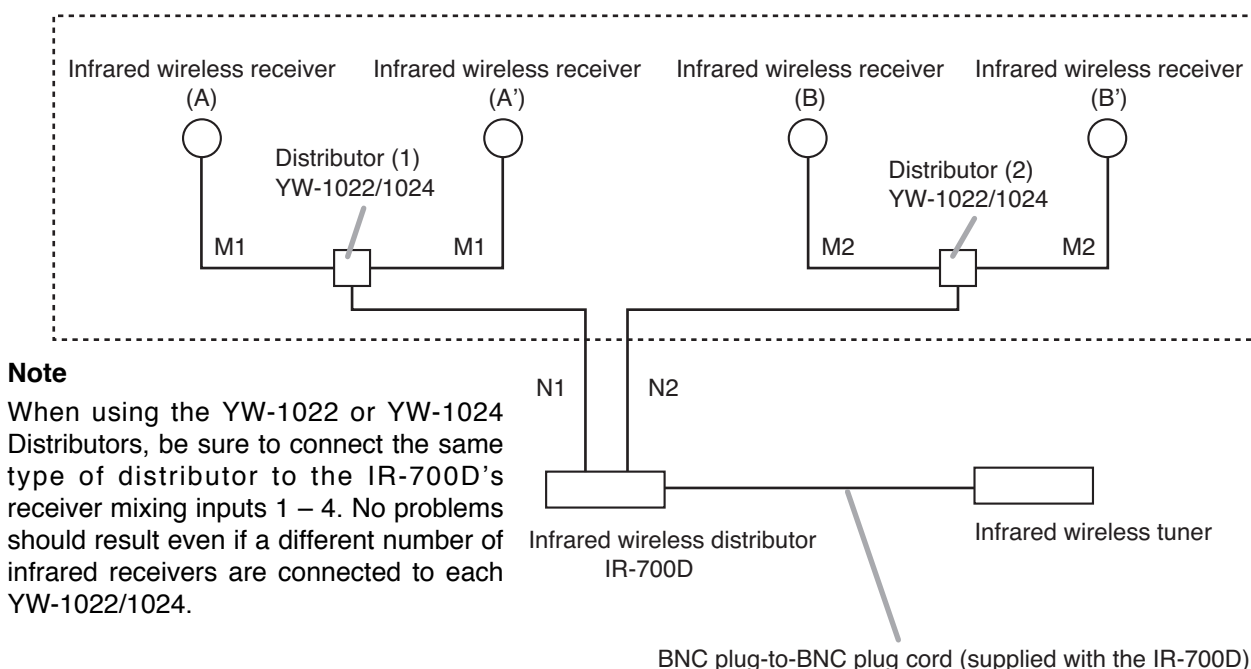 Infrared wireless receiver
(A)
Infrared wireless receiver
(A')
Infrared wireless receiver
(B)
Infrared wireless receiver
(B')
Distributor (1)
YW-1022/1024
Distributor (2)
YW-1022/1024
M1
M1
M2
M2
N1
N2
Note
When using the YW-1022 or YW-1024
Distributors, be sure to connect the same
type of distributor to the IR-700D's
receiver mixing inputs 1 – 4. No problems
should result even if a different number of
infrared receivers are connected to each
YW-1022/1024.
Infrared wireless distributor
IR-700D
Infrared wireless tuner
BNC plug-to-BNC plug cord (supplied with the IR-700D)